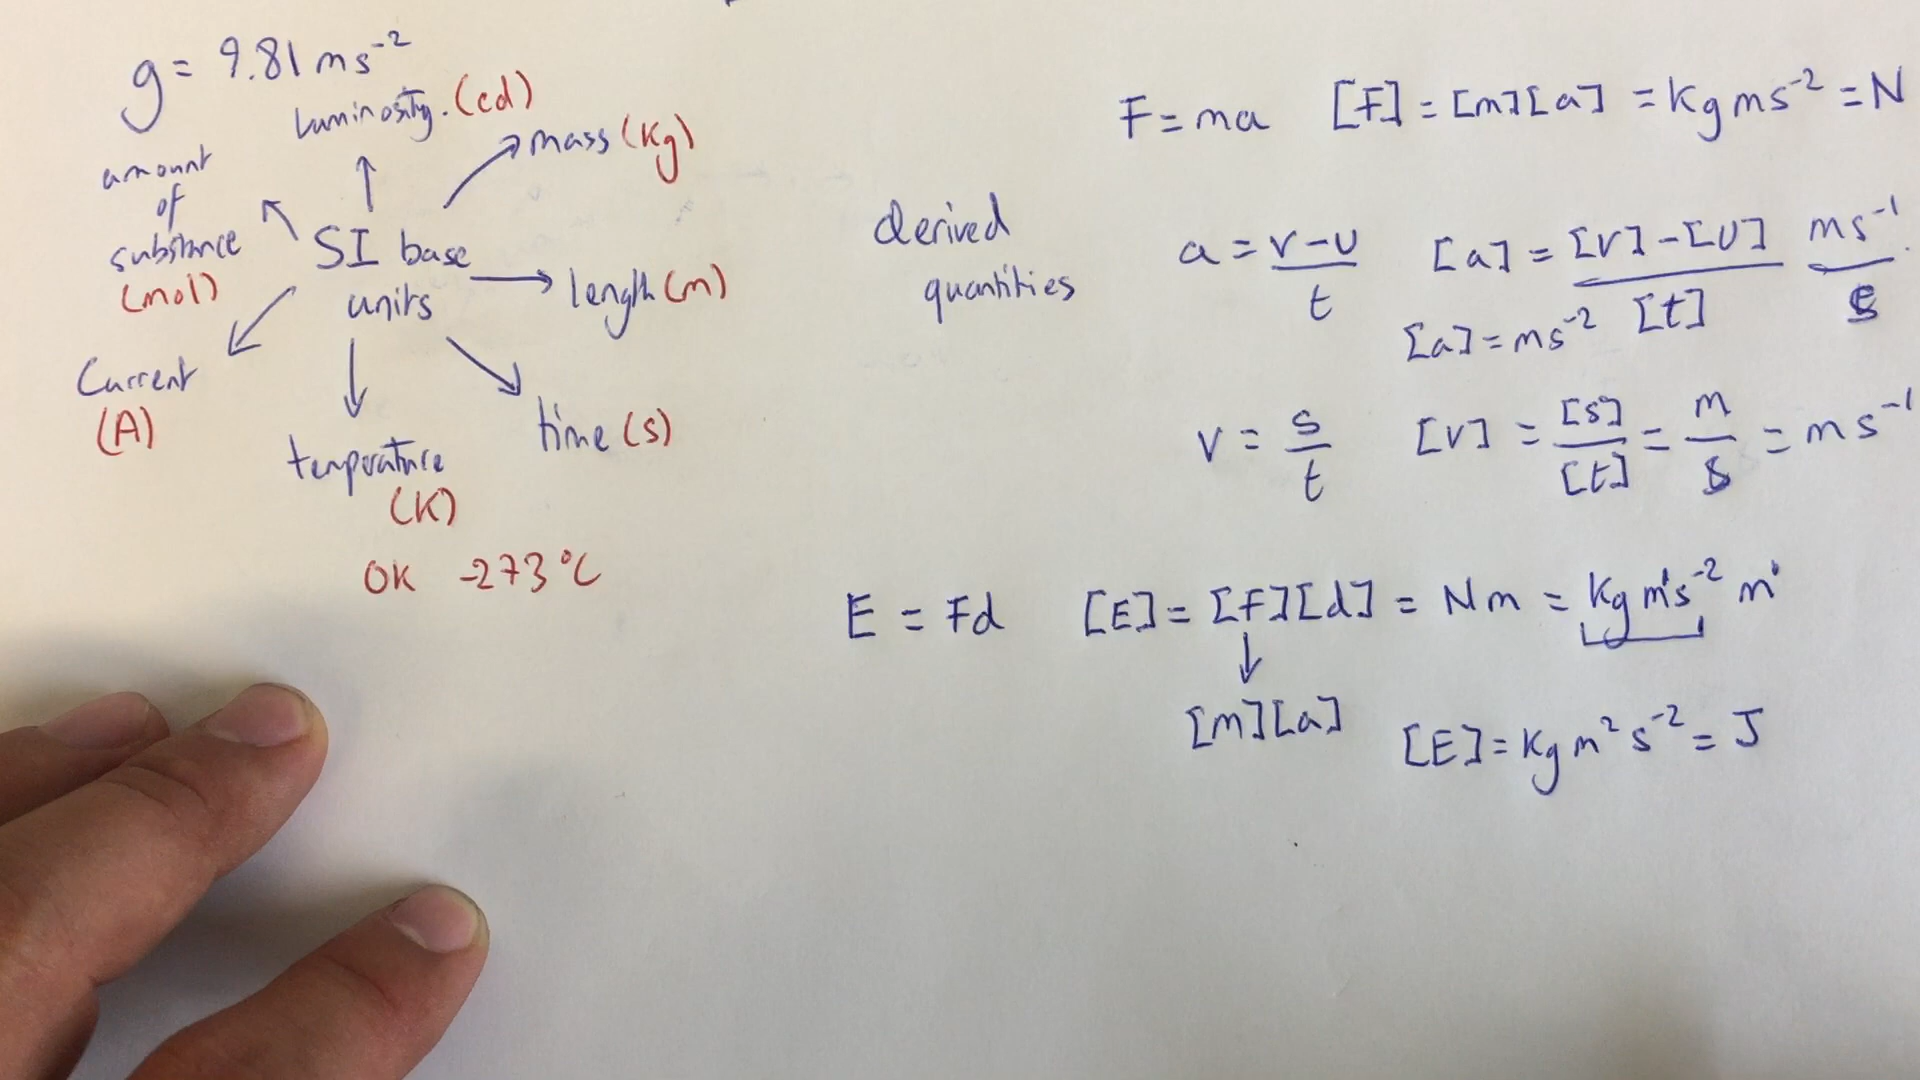 g = 9.81 ms⁻²
luminosity. (cd)
mass (kg)
amount
of
substance
(mol)
SI base
units
length (m)
Current
(A)
temperature
(K)
time (s)
0K -273°C
derived
quantities
F = ma [F] = [m][a] = kg ms⁻² = N
a = v-u / t [a] = [v] - [u] / [t] ms⁻¹ / s
[a] = ms⁻²
v = s / t [v] = [s] / [t] = m / s = ms⁻¹
E = Fd [E] = [F][d] = Nm = kg m¹s⁻² m¹
[m][a]
[E] = kg m² s⁻² = J